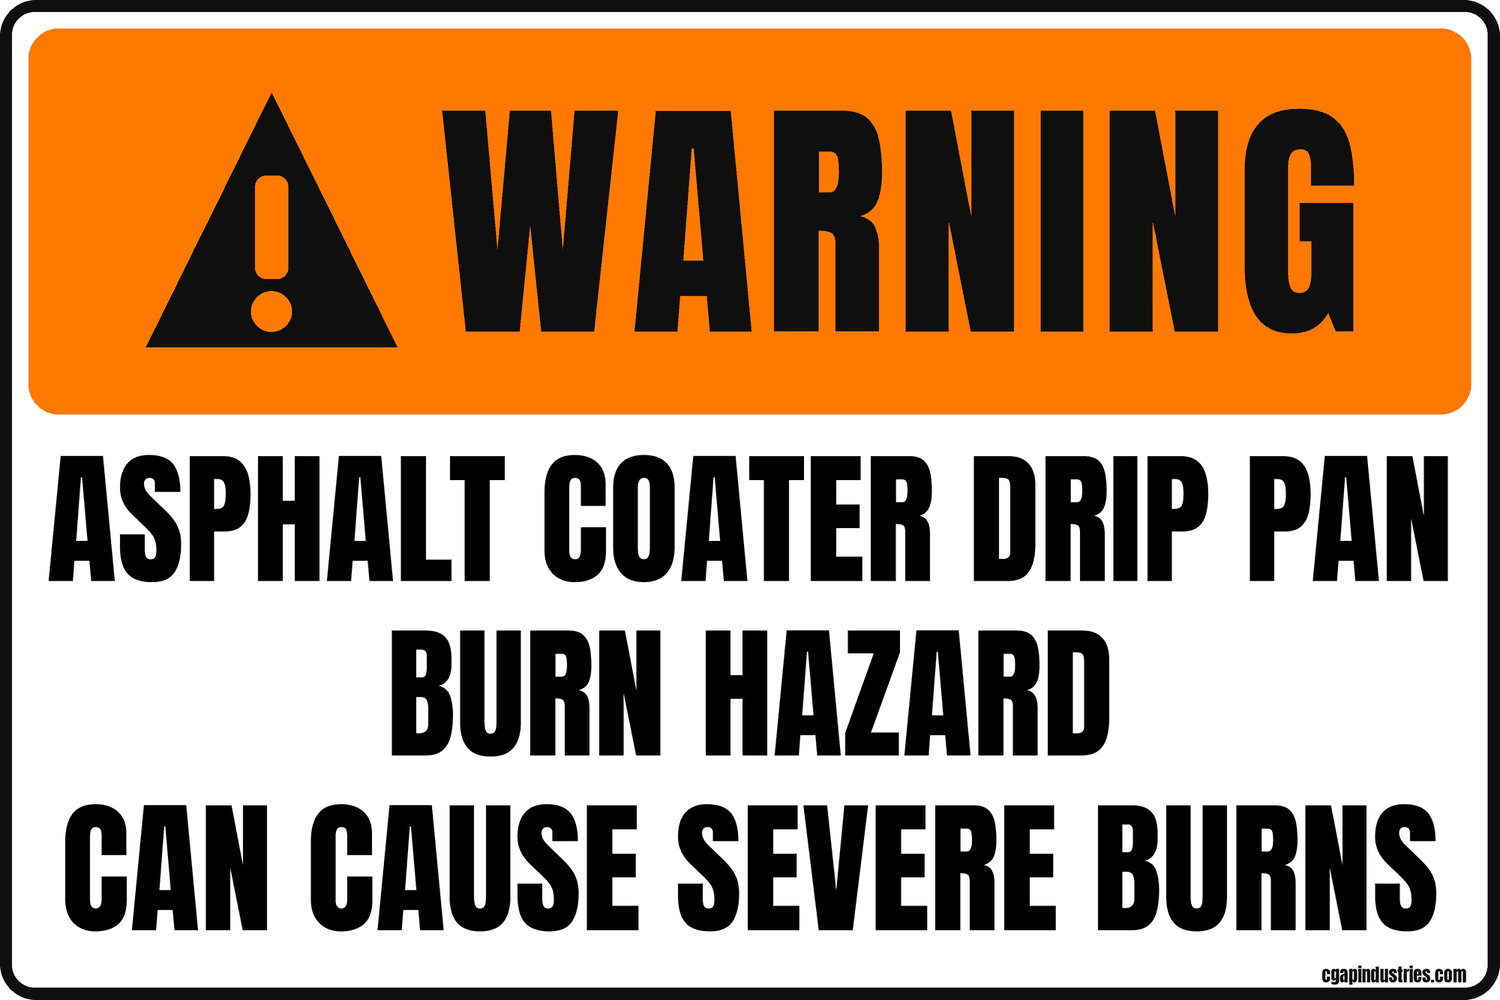 WARNING
ASPHALT COATER DRIP PAN
BURN HAZARD
CAN CAUSE SEVERE BURNS
cgapindustries.com